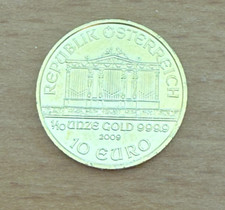 REPUBLIK ÖSTERREICH
1/10 UNZE GOLD 999.9
2009
10 EURO